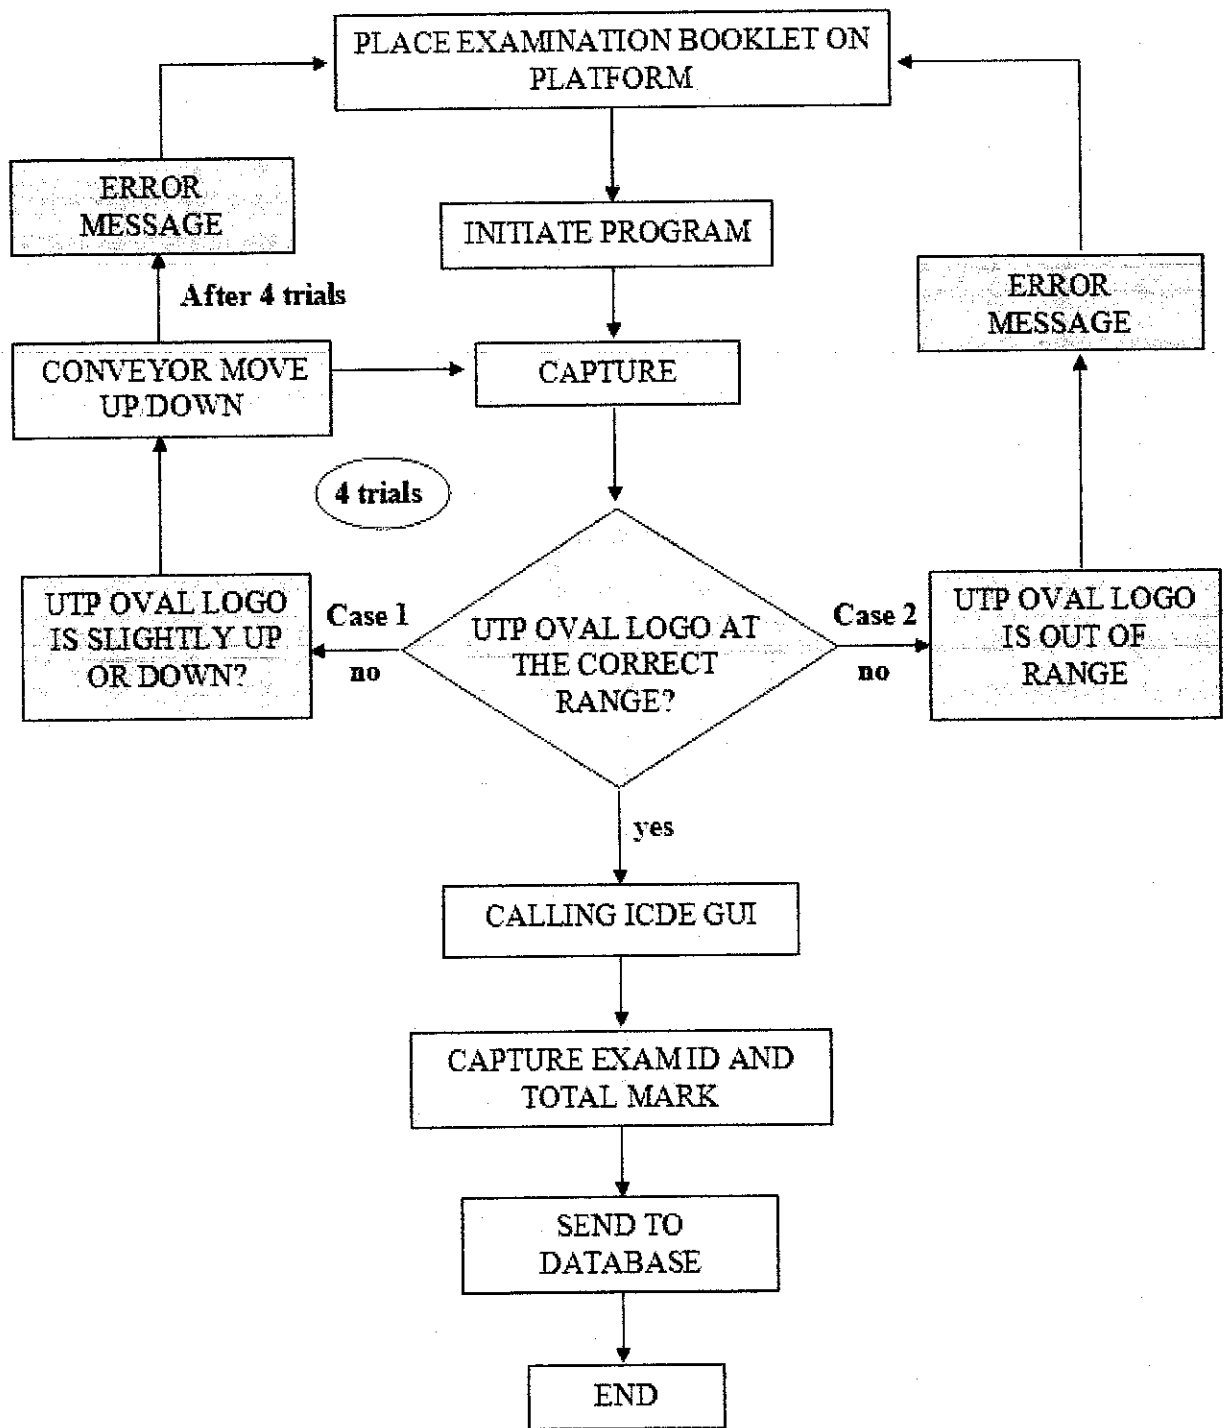 PLACE EXAMINATION BOOKLET ON
PLATFORM
ERROR
MESSAGE
INITIATE PROGRAM
ERROR
MESSAGE
After 4 trials
CONVEYOR MOVE
UP/DOWN
CAPTURE
4 trials
UTP OVAL LOGO
IS SLIGHTLY UP
OR DOWN?
Case 1
no
UTP OVAL LOGO AT
THE CORRECT
RANGE?
Case 2
no
UTP OVAL LOGO
IS OUT OF
RANGE
yes
CALLING ICDE GUI
CAPTURE EXAM ID AND
TOTAL MARK
SEND TO
DATABASE
END